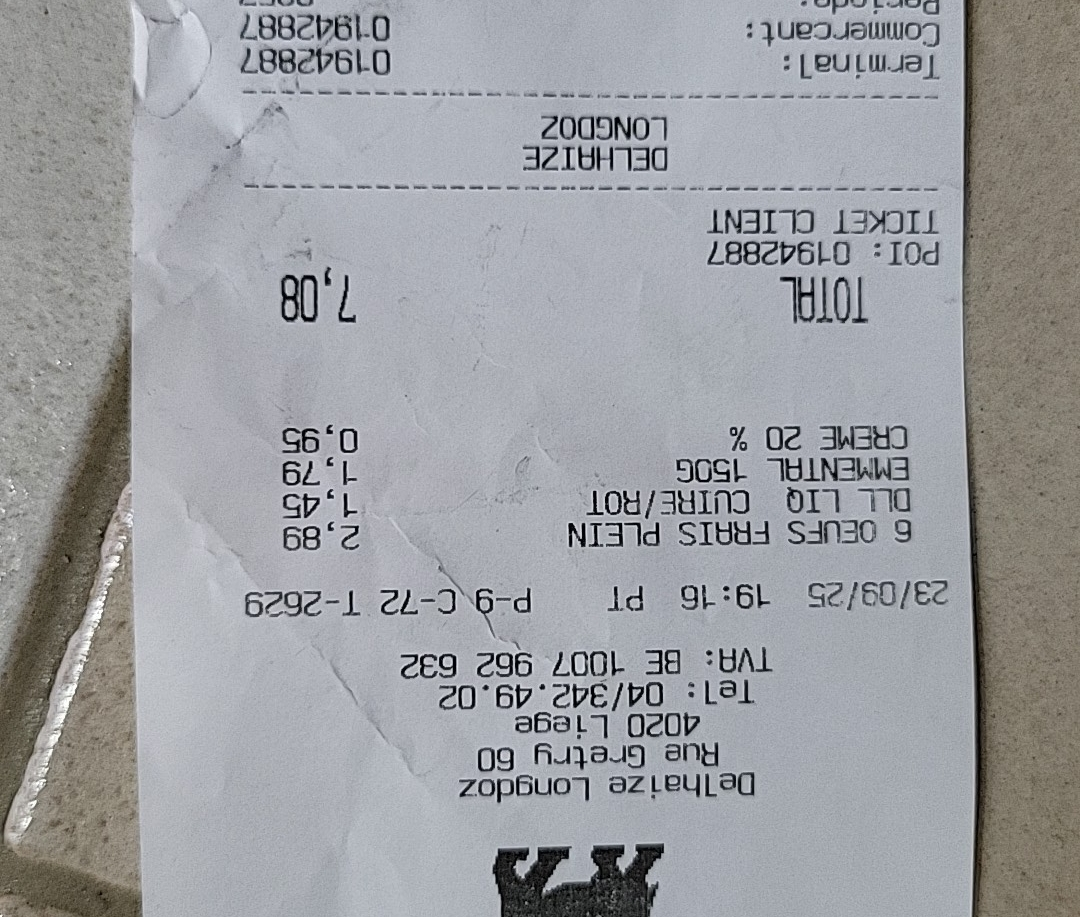 Delhaize Longdoz
Rue Gretry 60
4020 Liege
Tel: 04/342.49.02
TVA: BE 1007 962 632
23/09/25 19:16 PT P-9 C-72 T-2629
6 OEUFS FRAIS PLEIN 2,89
DLL LIQ CUIRE/ROT 1,45
EMMENTAL 150G 1,79
CREME 20 % 0,95
TOTAL 7,08
POI: 01942887
TICKET CLIENT
DELHAIZE
LONGDOZ
Terminal: 01942887
Commercant: 01942887
Periode: